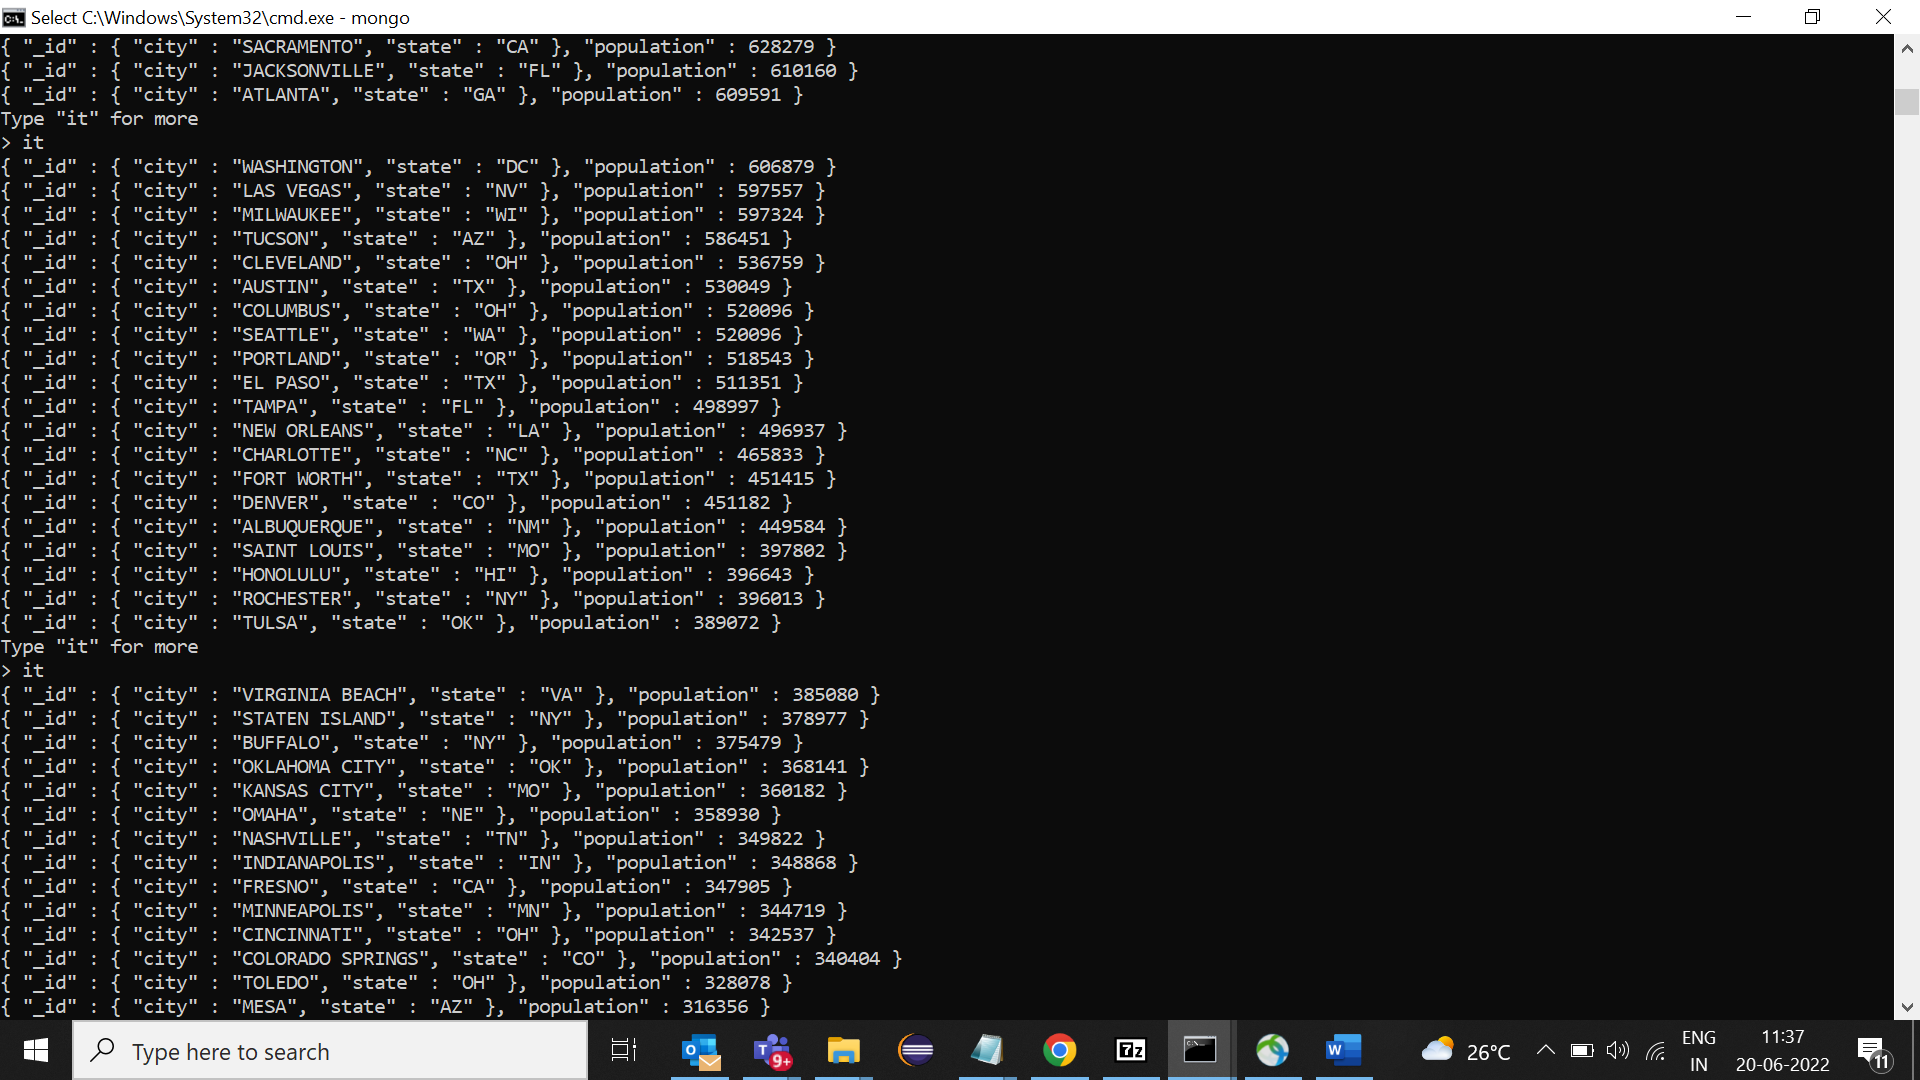 Select C:\Windows\System32\cmd.exe - mongo
{ "_id" : { "city" : "SACRAMENTO", "state" : "CA" }, "population" : 628279 }
{ "_id" : { "city" : "JACKSONVILLE", "state" : "FL" }, "population" : 610160 }
{ "_id" : { "city" : "ATLANTA", "state" : "GA" }, "population" : 609591 }
Type "it" for more
> it
{ "_id" : { "city" : "WASHINGTON", "state" : "DC" }, "population" : 606879 }
{ "_id" : { "city" : "LAS VEGAS", "state" : "NV" }, "population" : 597557 }
{ "_id" : { "city" : "MILWAUKEE", "state" : "WI" }, "population" : 597324 }
{ "_id" : { "city" : "TUCSON", "state" : "AZ" }, "population" : 586451 }
{ "_id" : { "city" : "CLEVELAND", "state" : "OH" }, "population" : 536759 }
{ "_id" : { "city" : "AUSTIN", "state" : "TX" }, "population" : 530049 }
{ "_id" : { "city" : "COLUMBUS", "state" : "OH" }, "population" : 520096 }
{ "_id" : { "city" : "SEATTLE", "state" : "WA" }, "population" : 520096 }
{ "_id" : { "city" : "PORTLAND", "state" : "OR" }, "population" : 518543 }
{ "_id" : { "city" : "EL PASO", "state" : "TX" }, "population" : 511351 }
{ "_id" : { "city" : "TAMPA", "state" : "FL" }, "population" : 498997 }
{ "_id" : { "city" : "NEW ORLEANS", "state" : "LA" }, "population" : 496937 }
{ "_id" : { "city" : "CHARLOTTE", "state" : "NC" }, "population" : 465833 }
{ "_id" : { "city" : "FORT WORTH", "state" : "TX" }, "population" : 451415 }
{ "_id" : { "city" : "DENVER", "state" : "CO" }, "population" : 451182 }
{ "_id" : { "city" : "ALBUQUERQUE", "state" : "NM" }, "population" : 449584 }
{ "_id" : { "city" : "SAINT LOUIS", "state" : "MO" }, "population" : 397802 }
{ "_id" : { "city" : "HONOLULU", "state" : "HI" }, "population" : 396643 }
{ "_id" : { "city" : "ROCHESTER", "state" : "NY" }, "population" : 396013 }
{ "_id" : { "city" : "TULSA", "state" : "OK" }, "population" : 389072 }
Type "it" for more
> it
{ "_id" : { "city" : "VIRGINIA BEACH", "state" : "VA" }, "population" : 385080 }
{ "_id" : { "city" : "STATEN ISLAND", "state" : "NY" }, "population" : 378977 }
{ "_id" : { "city" : "BUFFALO", "state" : "NY" }, "population" : 375479 }
{ "_id" : { "city" : "OKLAHOMA CITY", "state" : "OK" }, "population" : 368141 }
{ "_id" : { "city" : "KANSAS CITY", "state" : "MO" }, "population" : 360182 }
{ "_id" : { "city" : "OMAHA", "state" : "NE" }, "population" : 358930 }
{ "_id" : { "city" : "NASHVILLE", "state" : "TN" }, "population" : 349822 }
{ "_id" : { "city" : "INDIANAPOLIS", "state" : "IN" }, "population" : 348868 }
{ "_id" : { "city" : "FRESNO", "state" : "CA" }, "population" : 347905 }
{ "_id" : { "city" : "MINNEAPOLIS", "state" : "MN" }, "population" : 344719 }
{ "_id" : { "city" : "CINCINNATI", "state" : "OH" }, "population" : 342537 }
{ "_id" : { "city" : "COLORADO SPRINGS", "state" : "CO" }, "population" : 340404 }
{ "_id" : { "city" : "TOLEDO", "state" : "OH" }, "population" : 328078 }
{ "_id" : { "city" : "MESA", "state" : "AZ" }, "population" : 316356 }
Type here to search
9+
7z
26°C
ENG
IN
11:37
20-06-2022
11